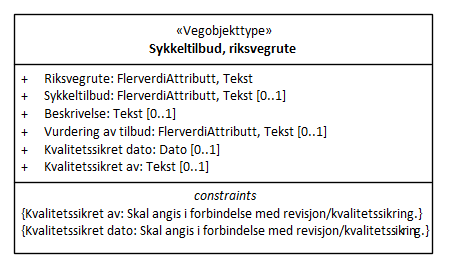 «Vegobjekttype»
Sykkeltilbud, riksvegrute
+ Riksvegrute: FlerverdiAttributt, Tekst
+ Sykkeltilbud: FlerverdiAttributt, Tekst [0..1]
+ Beskrivelse: Tekst [0..1]
+ Vurdering av tilbud: FlerverdiAttributt, Tekst [0..1]
+ Kvalitetssikret dato: Dato [0..1]
+ Kvalitetssikret av: Tekst [0..1]
constraints
{Kvalitetssikret av: Skal angis i forbindelse med revisjon/kvalitetssikring.}
{Kvalitetssikret dato: Skal angis i forbindelse med revisjon/kvalitetssikring.}